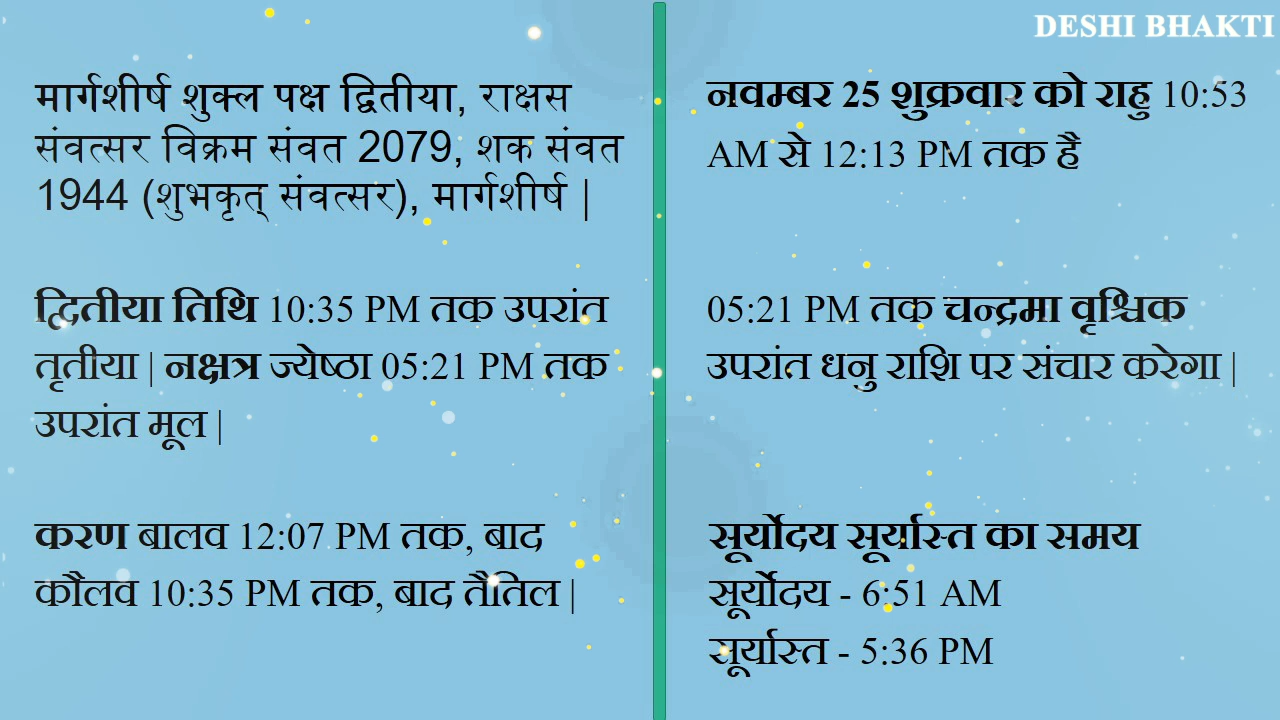 DESHI BHAKTI
मार्गशीर्ष शुक्ल पक्ष द्वितीया, राक्षस
संवत्सर विक्रम संवत 2079, शक संवत
1944 (शुभकृत् संवत्सर), मार्गशीर्ष |
द्वितीया तिथि 10:35 PM तक उपरांत
तृतीया | नक्षत्र ज्येष्ठा 05:21 PM तक
उपरांत मूल |
करण बालव 12:07 PM तक, बाद
कौलव 10:35 PM तक, बाद तैतिल |
नवम्बर 25 शुक्रवार को राहु 10:53
AM से 12:13 PM तक है
05:21 PM तक चन्द्रमा वृश्चिक
उपरांत धनु राशि पर संचार करेगा |
सूर्योदय सूर्यास्त का समय
सूर्योदय - 6:51 AM
सूर्यास्त - 5:36 PM